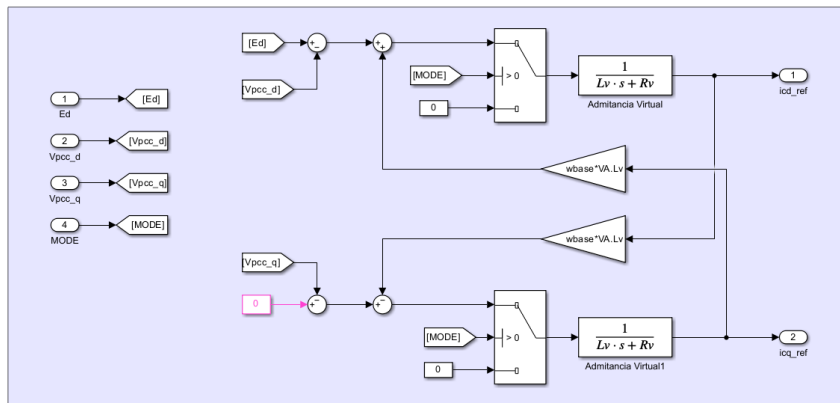 [Ed]
+
−
+
+
[MODE]
> 0
1
Lv · s + Rv
Admitancia Virtual
1
icd_ref
[Vpcc_d]
0
1
Ed
[Ed]
2
Vpcc_d
[Vpcc_d]
3
Vpcc_q
[Vpcc_q]
4
MODE
[MODE]
wbase*VA.Lv
wbase*VA.Lv
[Vpcc_q]
0
+
−
+
−
[MODE]
> 0
1
Lv · s + Rv
Admitancia Virtual1
2
icq_ref
0